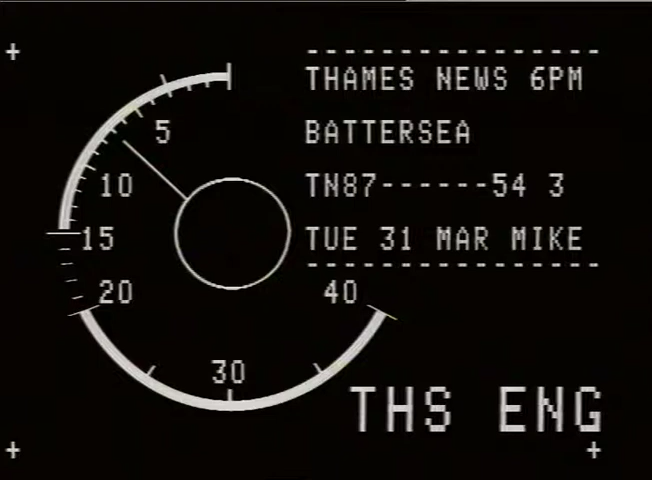 ----------------
THAMES NEWS 6PM
BATTERSEA
TN87------54 3
TUE 31 MAR MIKE
----------------
5
10
15
20
30
40
THS ENG